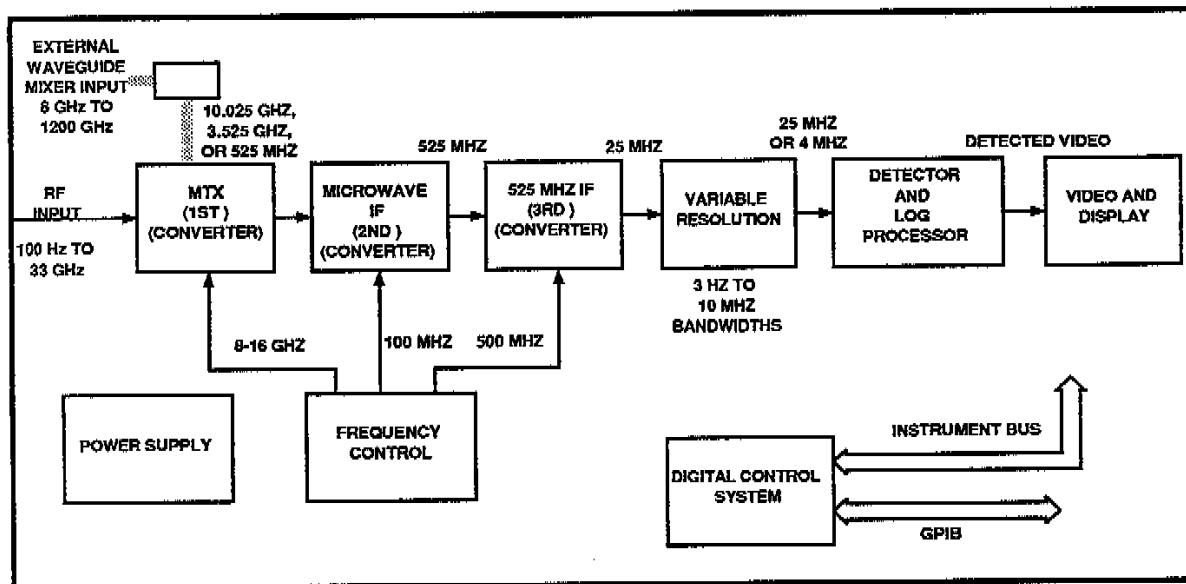 EXTERNAL
WAVEGUIDE
MIXER INPUT
8 GHz TO
1200 GHz
10.025 GHZ,
3.525 GHZ,
OR 525 MHZ
RF
INPUT
100 Hz TO
33 GHz
MTX
(1ST )
(CONVERTER)
MICROWAVE
IF
(2ND )
(CONVERTER)
525 MHZ
525 MHZ IF
(3RD )
(CONVERTER)
25 MHZ
VARIABLE
RESOLUTION
3 HZ TO
10 MHZ
BANDWIDTHS
25 MHZ
OR 4 MHZ
DETECTOR
AND
LOG
PROCESSOR
DETECTED VIDEO
VIDEO AND
DISPLAY
8-16 GHZ
100 MHZ
500 MHZ
POWER SUPPLY
FREQUENCY
CONTROL
DIGITAL CONTROL
SYSTEM
INSTRUMENT BUS
GPIB